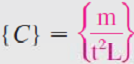 {C} = {m/t²L}